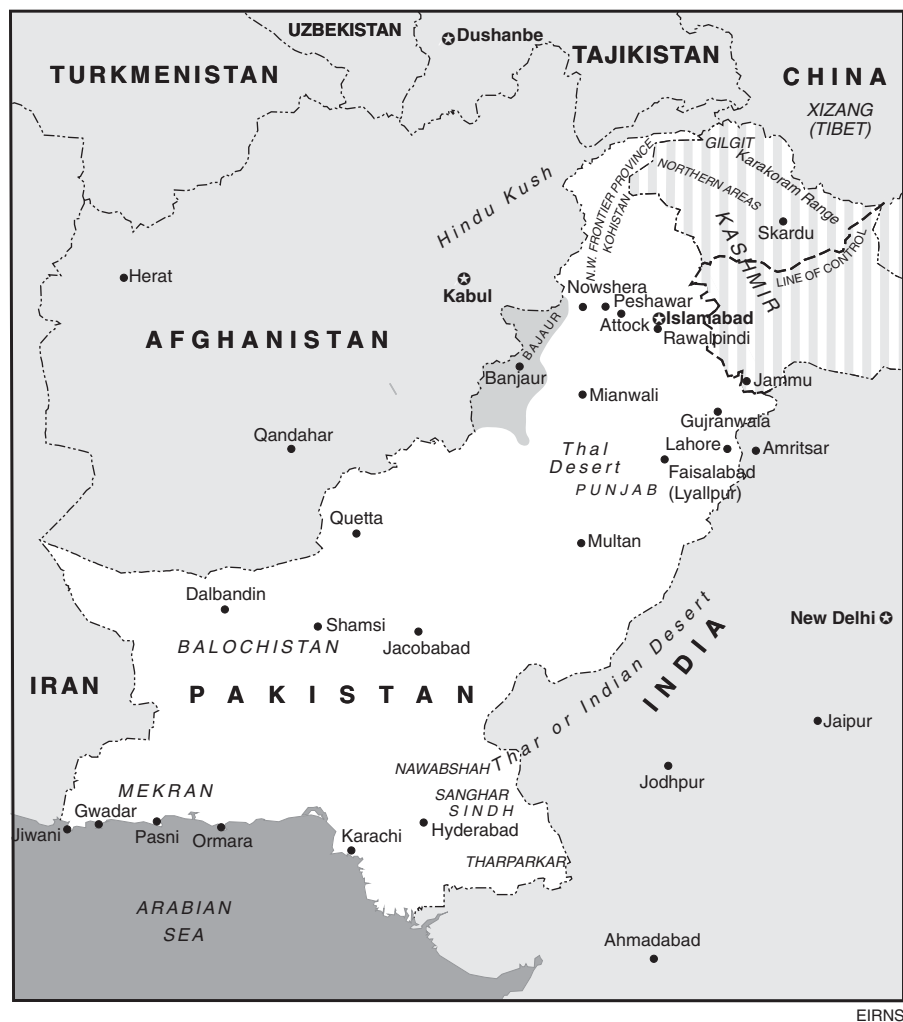 UZBEKISTAN
Dushanbe
TURKMENISTAN
TAJIKISTAN
CHINA
XIZANG
(TIBET)
GILGIT
Karakoram Range
NORTHERN AREAS
N.W. FRONTIER PROVINCE
KOHISTAN
Hindu Kush
Skardu
KASHMIR
LINE OF CONTROL
Herat
Kabul
Nowshera
Peshawar
Attock
Islamabad
Rawalpindi
AFGHANISTAN
BAJAUR
Banjaur
Jammu
Mianwali
Gujranwala
Qandahar
Lahore
Amritsar
Thal
Desert
Faisalabad
(Lyallpur)
PUNJAB
Quetta
Multan
Dalbandin
Shamsi
Jacobabad
BALOCHISTAN
New Delhi
IRAN
PAKISTAN
INDIA
Thar or Indian Desert
Jaipur
NAWABSHAH
Jodhpur
MEKRAN
SANGHAR
SINDH
Gwadar
Jiwani
Pasni
Ormara
Karachi
Hyderabad
THARPARKAR
ARABIAN
SEA
Ahmadabad
EIRNS